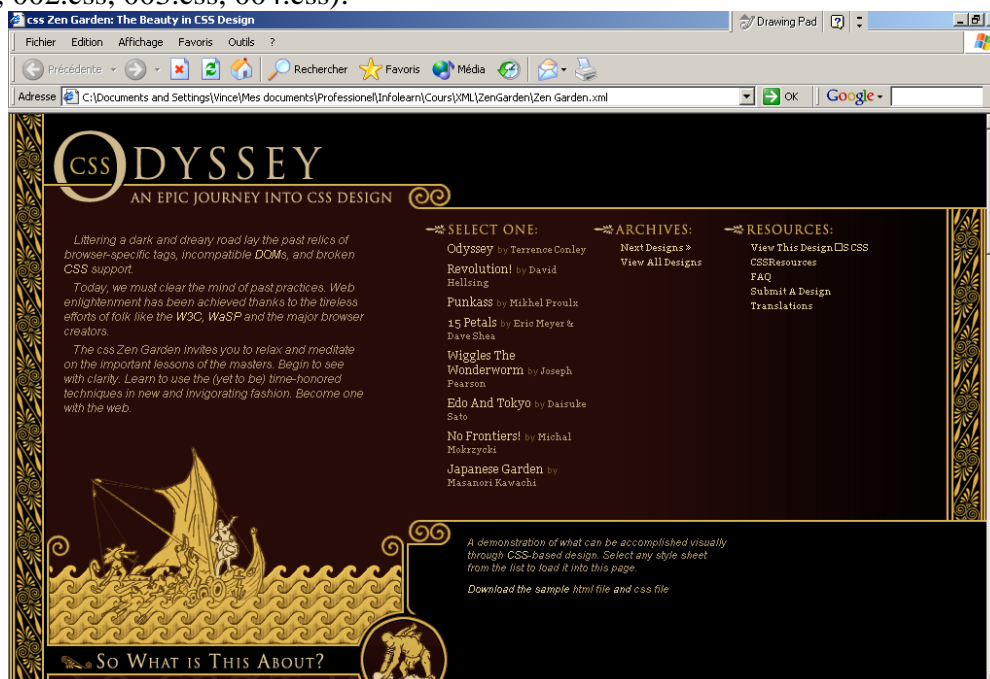 , 002.css, 003.css, 004.css).
css Zen Garden: The Beauty in CSS Design
Drawing Pad
Fichier Edition Affichage Favoris Outils ?
Précédente Rechercher Favoris Média
Adresse C:\Documents and Settings\Vince\Mes documents\Professionel\Infolearn\Cours\XML\ZenGarden\Zen Garden.xml OK Google
CSS ODYSSEY
AN EPIC JOURNEY INTO CSS DESIGN
Littering a dark and dreary road lay the past relics of
browser-specific tags, incompatible DOMs, and broken
CSS support.
Today, we must clear the mind of past practices. Web
enlightenment has been achieved thanks to the tireless
efforts of folk like the W3C, WaSP and the major browser
creators.
The css Zen Garden invites you to relax and meditate
on the important lessons of the masters. Begin to see
with clarity. Learn to use the (yet to be) time-honored
techniques in new and invigorating fashion. Become one
with the web.
SELECT ONE:
Odyssey by Terrence Conley
Revolution! by David
Hellsing
Punkass by Mikhel Proulx
15 Petals by Eric Meyer &
Dave Shea
Wiggles The
Wonderworm by Joseph
Pearson
Edo And Tokyo by Daisuke
Sato
No Frontiers! by Michal
Mokrzycki
Japanese Garden by
Masanori Kawachi
ARCHIVES:
Next Designs »
View All Designs
RESOURCES:
View This Design□S CSS
CSSResources
FAQ
Submit A Design
Translations
A demonstration of what can be accomplished visually
through CSS-based design. Select any style sheet
from the list to load it into this page.
Download the sample html file and css file
SO WHAT IS THIS ABOUT?